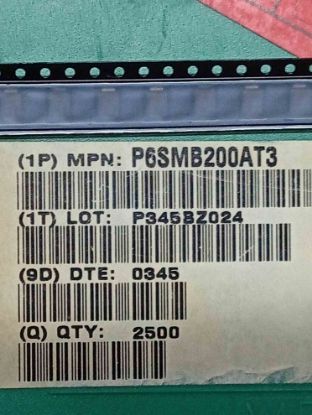 (1P) MPN: P6SMB200AT3
(1T) LOT: P345BZ024
(9D) DTE: 0345
(Q) QTY: 2500